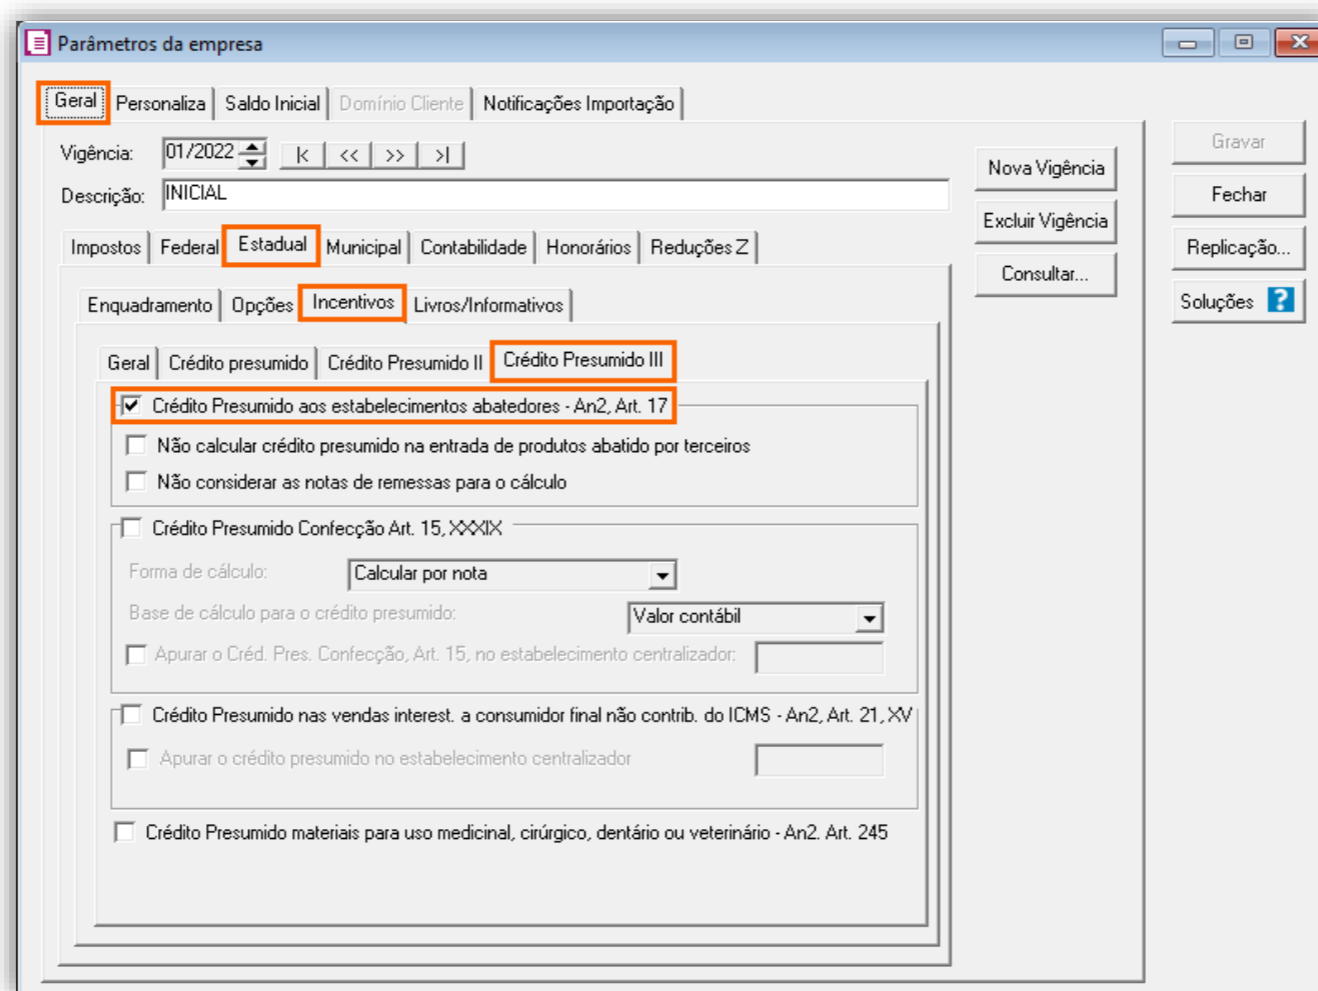 Parâmetros da empresa
Geral Personaliza Saldo Inicial Domínio Cliente Notificações Importação
Vigência: 01/2022 |< << >> >|
Descrição: INICIAL
Nova Vigência
Excluir Vigência
Consultar...
Gravar
Fechar
Replicação...
Soluções ?
Impostos Federal Estadual Municipal Contabilidade Honorários Reduções Z
Enquadramento Opções Incentivos Livros/Informativos
Geral Crédito presumido Crédito Presumido II Crédito Presumido III
Crédito Presumido aos estabelecimentos abatedores - An2, Art. 17
Não calcular crédito presumido na entrada de produtos abatido por terceiros
Não considerar as notas de remessas para o cálculo
Crédito Presumido Confecção Art. 15, XXXIX
Forma de cálculo: Calcular por nota
Base de cálculo para o crédito presumido: Valor contábil
Apurar o Créd. Pres. Confecção, Art. 15, no estabelecimento centralizador:
Crédito Presumido nas vendas interest. a consumidor final não contrib. do ICMS - An2, Art. 21, XV
Apurar o crédito presumido no estabelecimento centralizador
Crédito Presumido materiais para uso medicinal, cirúrgico, dentário ou veterinário - An2. Art. 245